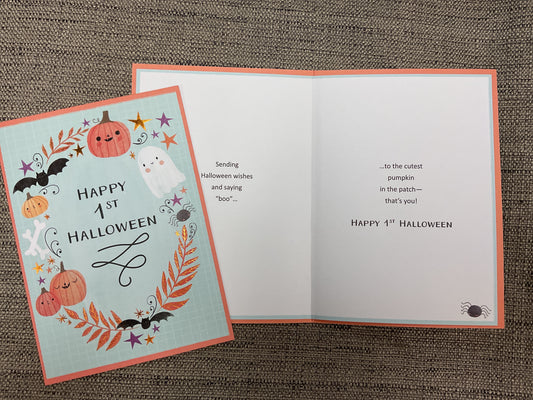 HAPPY
1ST
HALLOWEEN
Sending
Halloween wishes
and saying
"boo"...
...to the cutest
pumpkin
in the patch—
that's you!
HAPPY 1ST HALLOWEEN